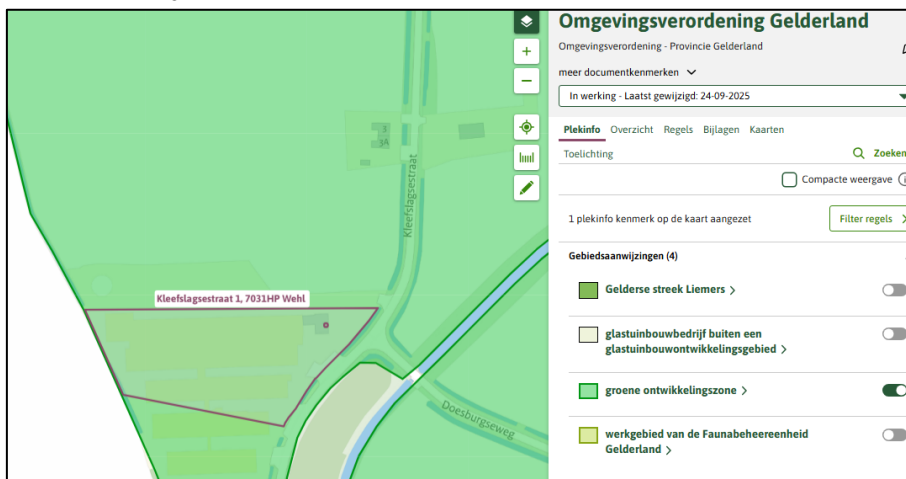 Omgevingsverordening Gelderland
Omgevingsverordening - Provincie Gelderland
meer documentkenmerken
In werking - Laatst gewijzigd: 24-09-2025
Plekinfo Overzicht Regels Bijlagen Kaarten
Toelichting
Zoeken
Compacte weergave
1 plekinfo kenmerk op de kaart aangezet
Filter regels
Gebiedsaanwijzingen (4)
Gelderse streek Liemers
glastuinbouwbedrijf buiten een
glastuinbouwontwikkelingsgebied
groene ontwikkelingszone
werkgebied van de Faunabeheereenheid
Gelderland
3
3A
Kleefslagsestraat
Kleefslagsestraat 1, 7031HP Wehl
Doesburgseweg